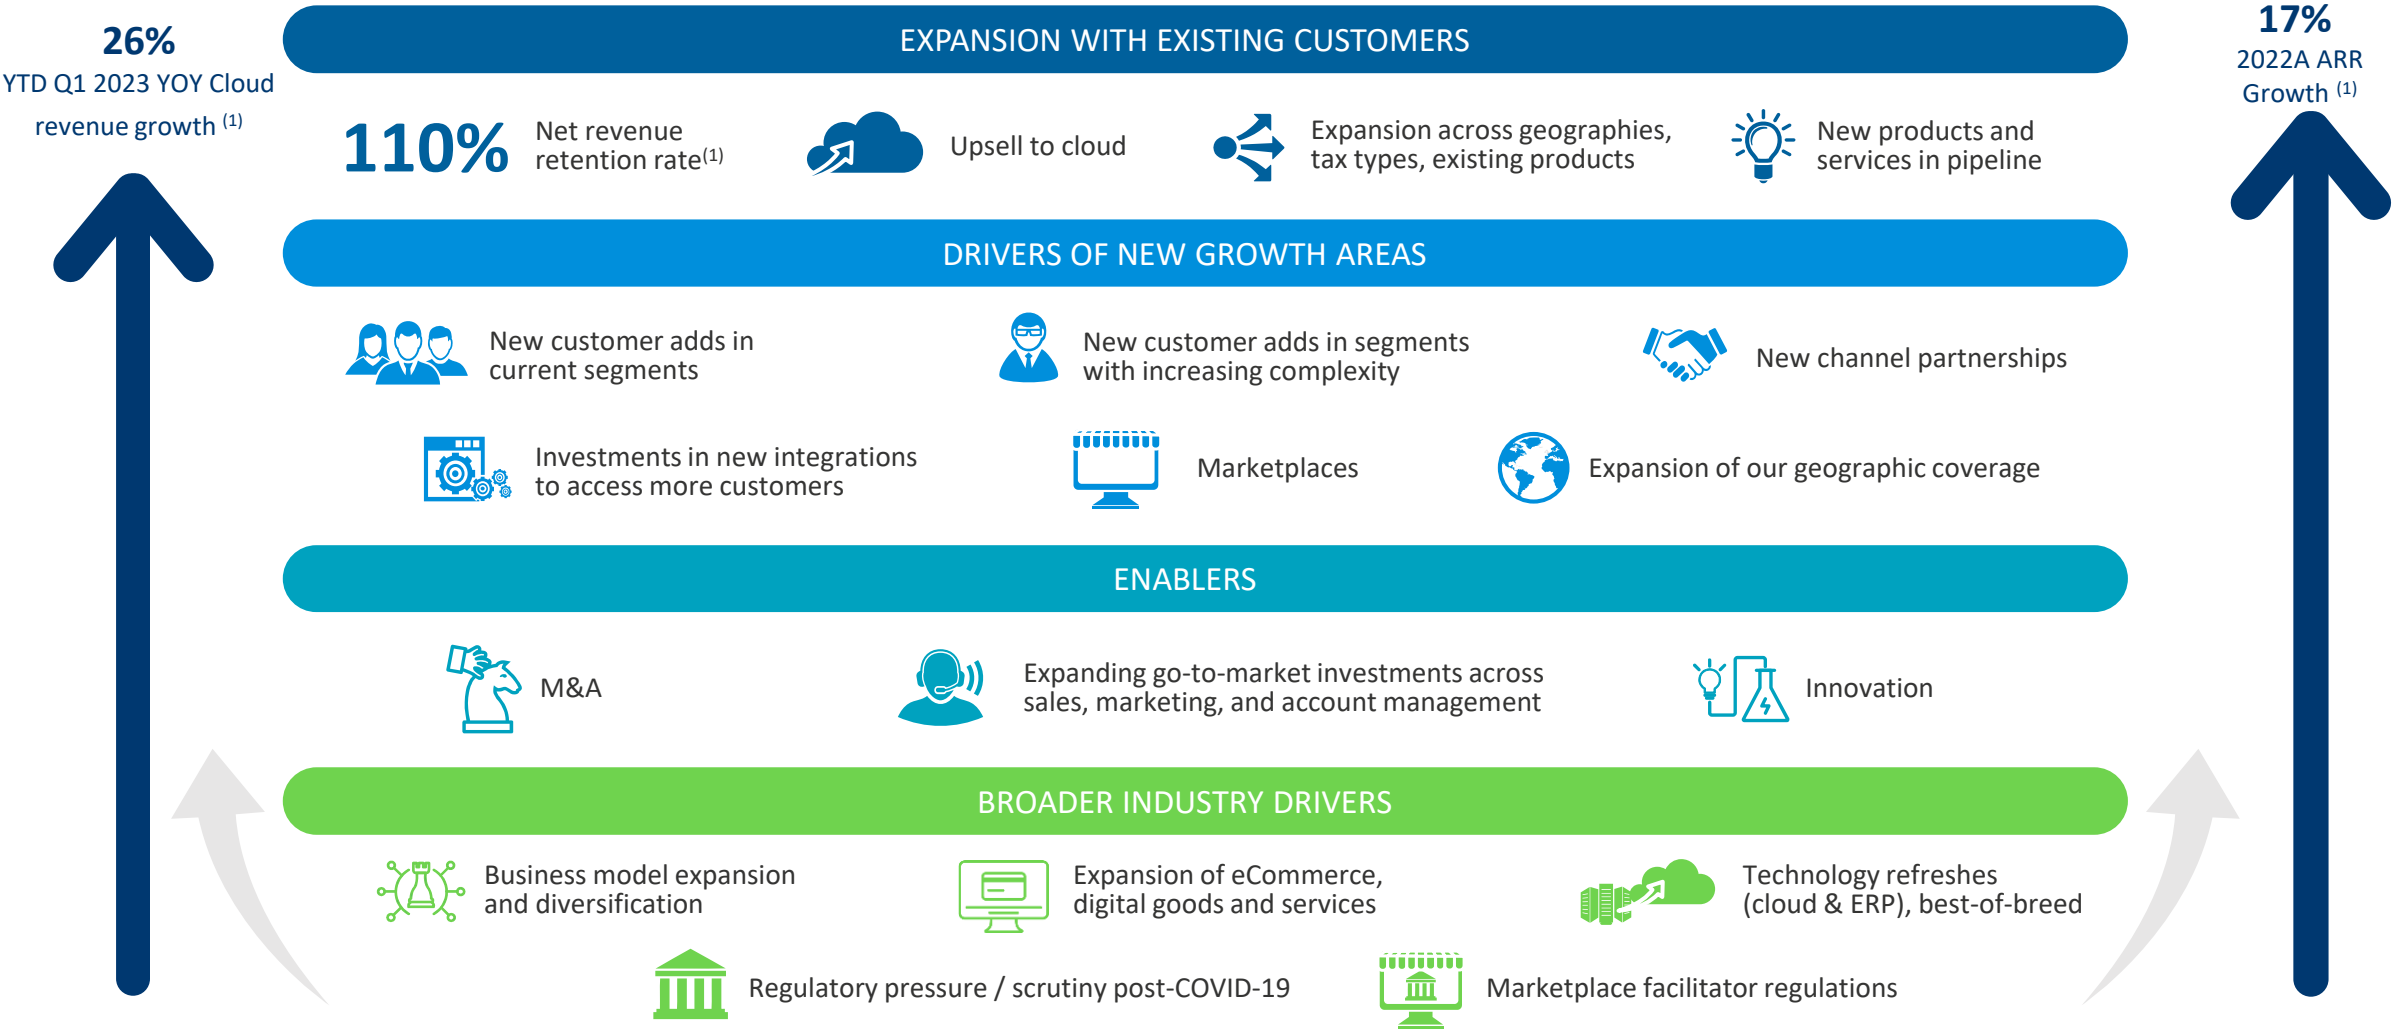 26%
YTD Q1 2023 YOY Cloud
revenue growth (1)
17%
2022A ARR
Growth (1)
EXPANSION WITH EXISTING CUSTOMERS
110%
Net revenue
retention rate(1)
Upsell to cloud
Expansion across geographies,
tax types, existing products
New products and
services in pipeline
DRIVERS OF NEW GROWTH AREAS
New customer adds in
current segments
New customer adds in segments
with increasing complexity
New channel partnerships
Investments in new integrations
to access more customers
Marketplaces
Expansion of our geographic coverage
ENABLERS
M&A
Expanding go-to-market investments across
sales, marketing, and account management
Innovation
BROADER INDUSTRY DRIVERS
Business model expansion
and diversification
Expansion of eCommerce,
digital goods and services
Technology refreshes
(cloud & ERP), best-of-breed
Regulatory pressure / scrutiny post-COVID-19
Marketplace facilitator regulations